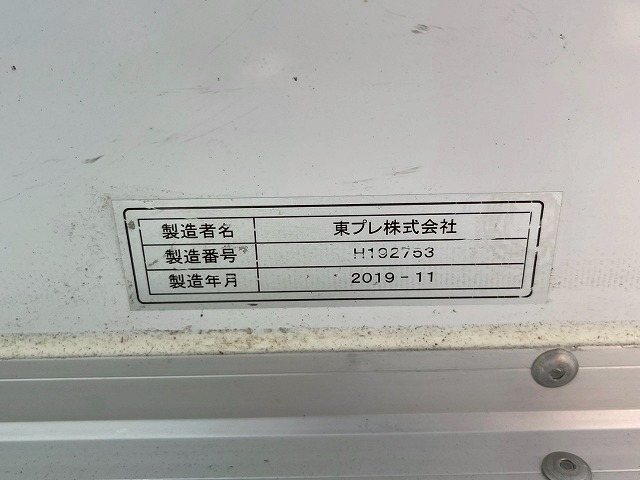 製造者名 東プレ株式会社
製造番号 H192753
製造年月 2019-11